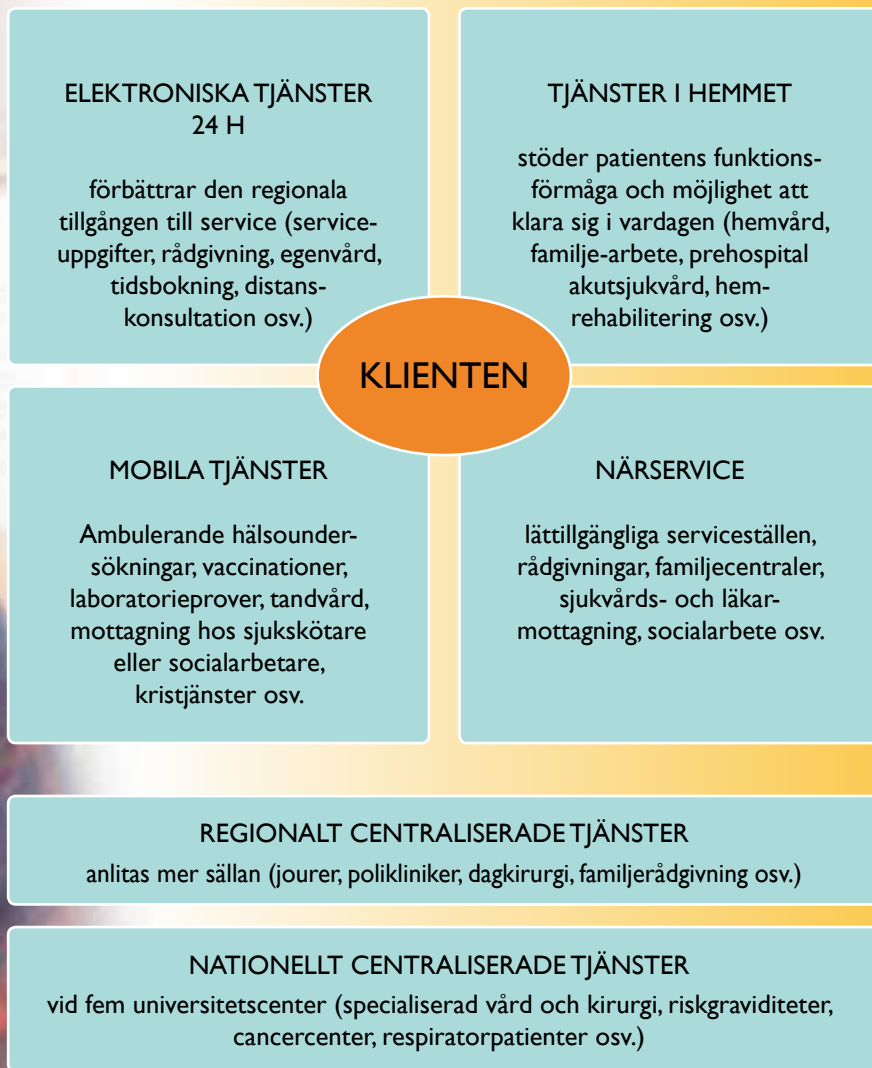 ELEKTRONISKA TJÄNSTER
24 H
förbättrar den regionala
tillgången till service (service-
uppgifter, rådgivning, egenvård,
tidsbokning, distans-
konsultation osv.)
TJÄNSTER I HEMMET
stöder patientens funktions-
förmåga och möjlighet att
klara sig i vardagen (hemvård,
familje-arbete, prehospital
akutsjukvård, hem-
rehabilitering osv.)
KLIENTEN
MOBILA TJÄNSTER
Ambulerande hälsounder-
sökningar, vaccinationer,
laboratorieprover, tandvård,
mottagning hos sjukskötare
eller socialarbetare,
kristjänster osv.
NÄRSERVICE
lättillgängliga serviceställen,
rådgivningar, familjecentraler,
sjukvårds- och läkar-
mottagning, socialarbete osv.
REGIONALT CENTRALISERADE TJÄNSTER
anlitas mer sällan (jourer, polikliniker, dagkirurgi, familjerådgivning osv.)
NATIONELLT CENTRALISERADE TJÄNSTER
vid fem universitetscenter (specialiserad vård och kirurgi, riskgraviditeter,
cancercenter, respiratorpatienter osv.)